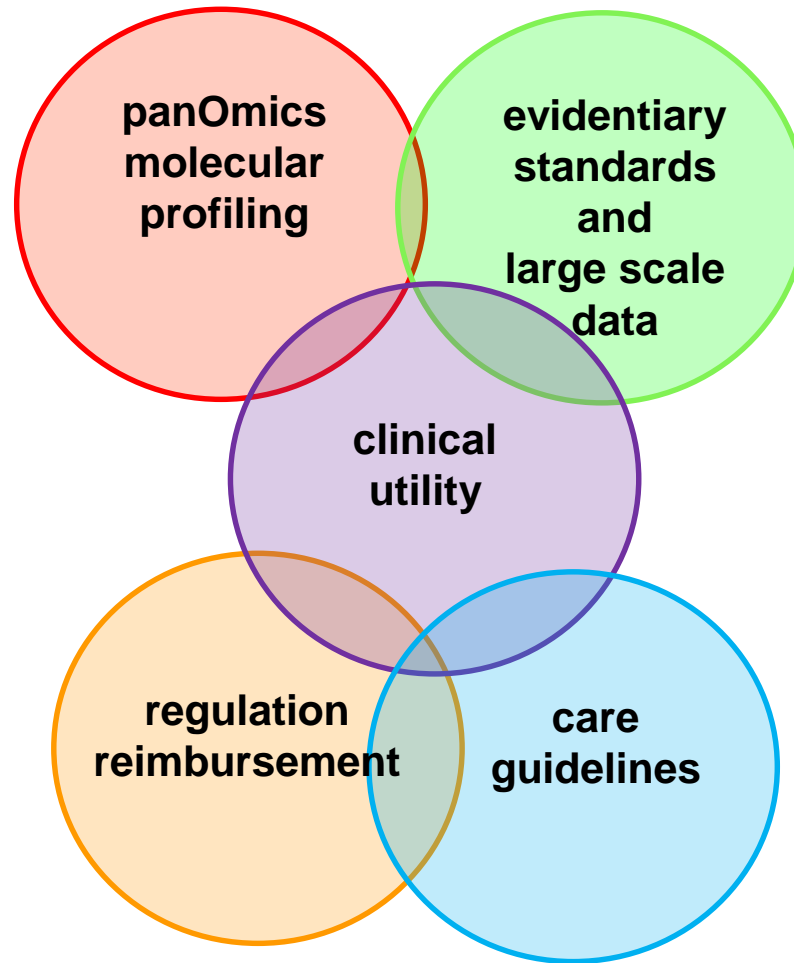 panOmics
molecular
profiling
evidentiary
standards
and
large scale
data
clinical
utility
regulation
reimbursement
care
guidelines